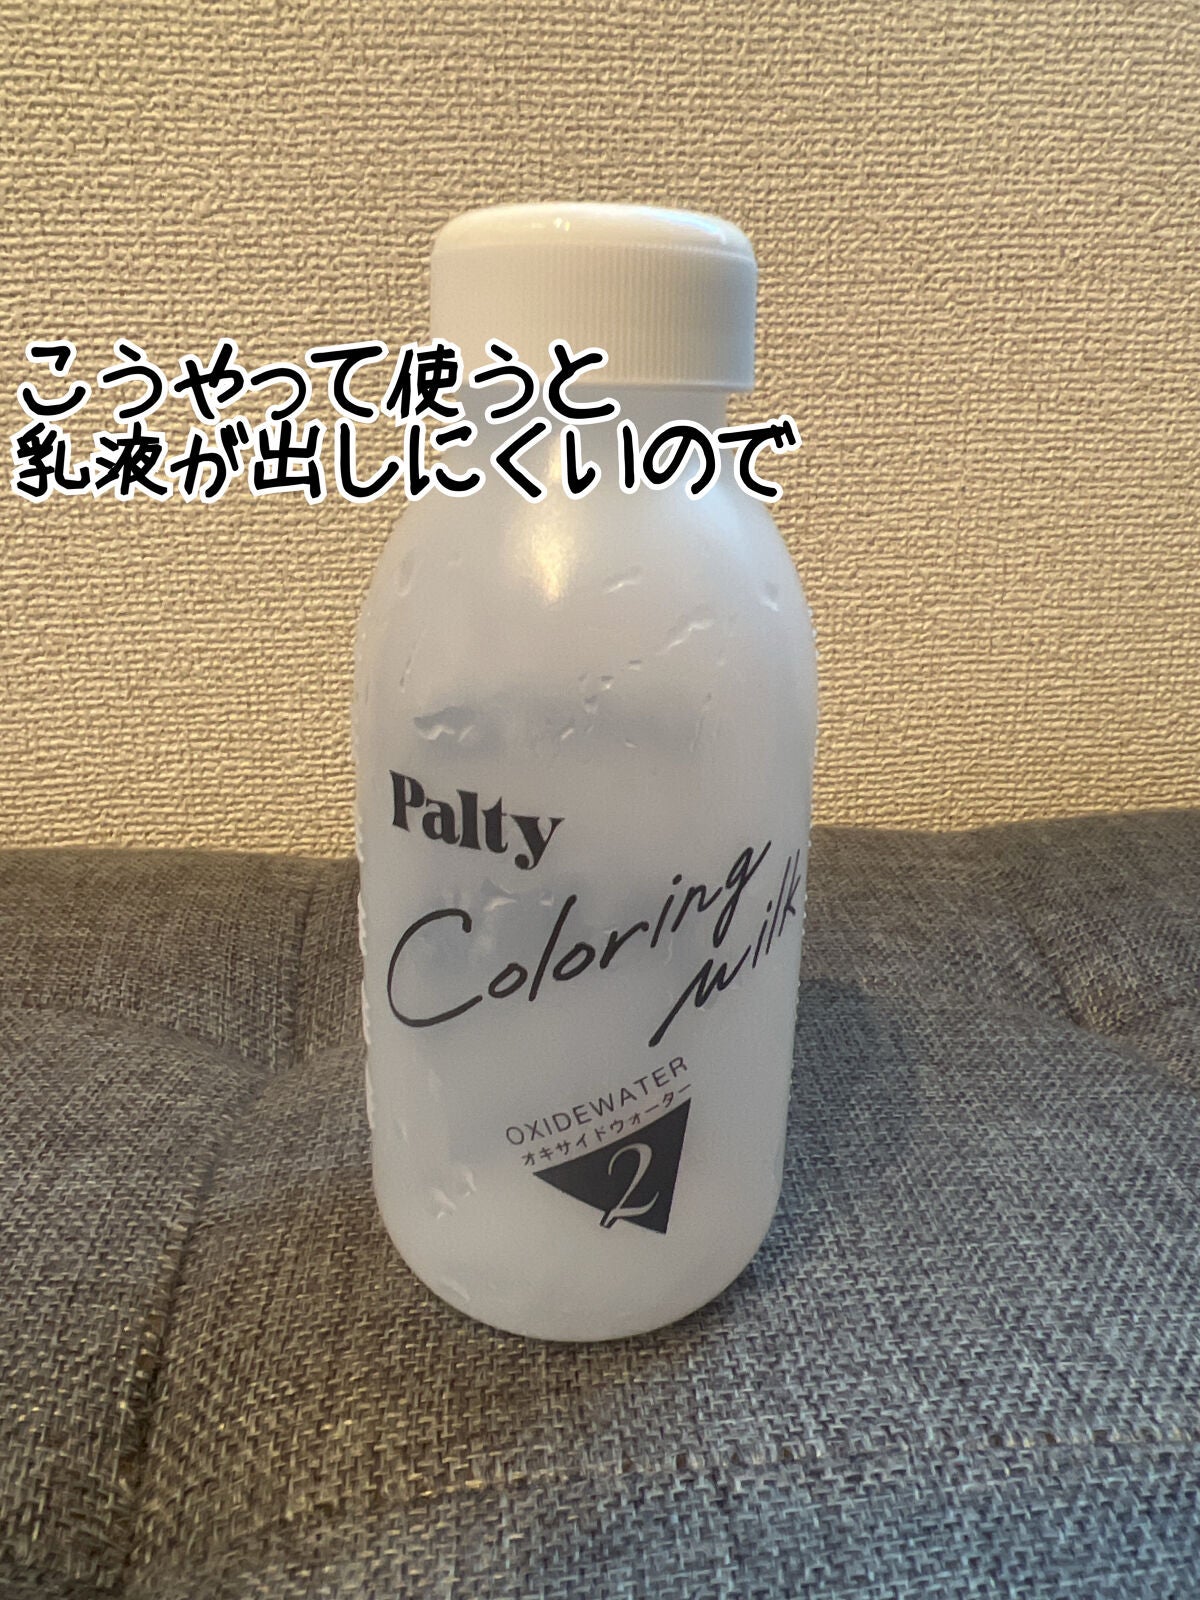 こうやって使うと
乳液が出しにくいので
Palty
Coloring
milk
OXIDEWATER
オキサイドウォーター
2